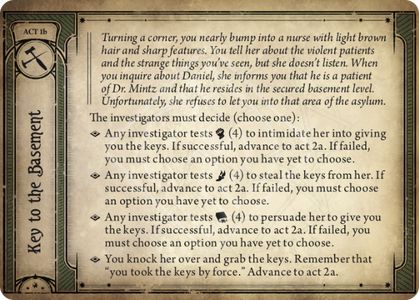 ACT 1b
Key to the Basement
Turning a corner, you nearly bump into a nurse with light brown
hair and sharp features. You tell her about the violent patients
and the strange things you've seen, but she doesn't listen. When
you inquire about Daniel, she informs you that he is a patient
of Dr. Mintz and that he resides in the secured basement level.
Unfortunately, she refuses to let you into that area of the asylum.
The investigators must decide (choose one):
Any investigator tests (4) to intimidate her into giving
you the keys. If successful, advance to act 2a. If failed,
you must choose an option you have yet to choose.
Any investigator tests (4) to steal the keys from her. If
successful, advance to act 2a. If failed, you must choose
an option you have yet to choose.
Any investigator tests (4) to persuade her to give you
the keys. If successful, advance to act 2a. If failed, you
must choose an option you have yet to choose.
You knock her over and grab the keys. Remember that
"you took the keys by force." Advance to act 2a.